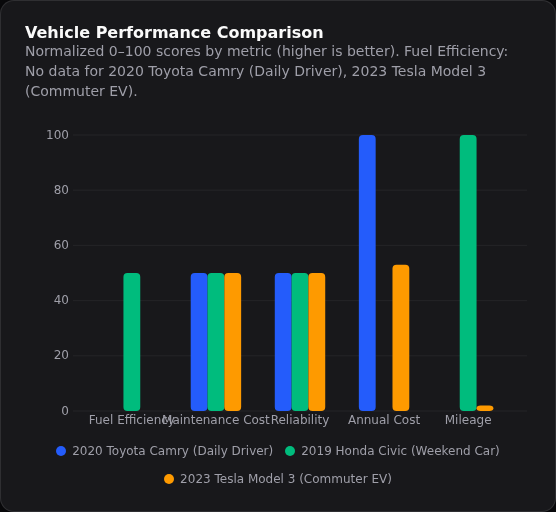 Vehicle Performance Comparison
Normalized 0–100 scores by metric (higher is better). Fuel Efficiency:
No data for 2020 Toyota Camry (Daily Driver), 2023 Tesla Model 3
(Commuter EV).
100
80
60
40
20
0
Fuel Efficiency Maintenance Cost Reliability Annual Cost Mileage
2020 Toyota Camry (Daily Driver) 2019 Honda Civic (Weekend Car)
2023 Tesla Model 3 (Commuter EV)